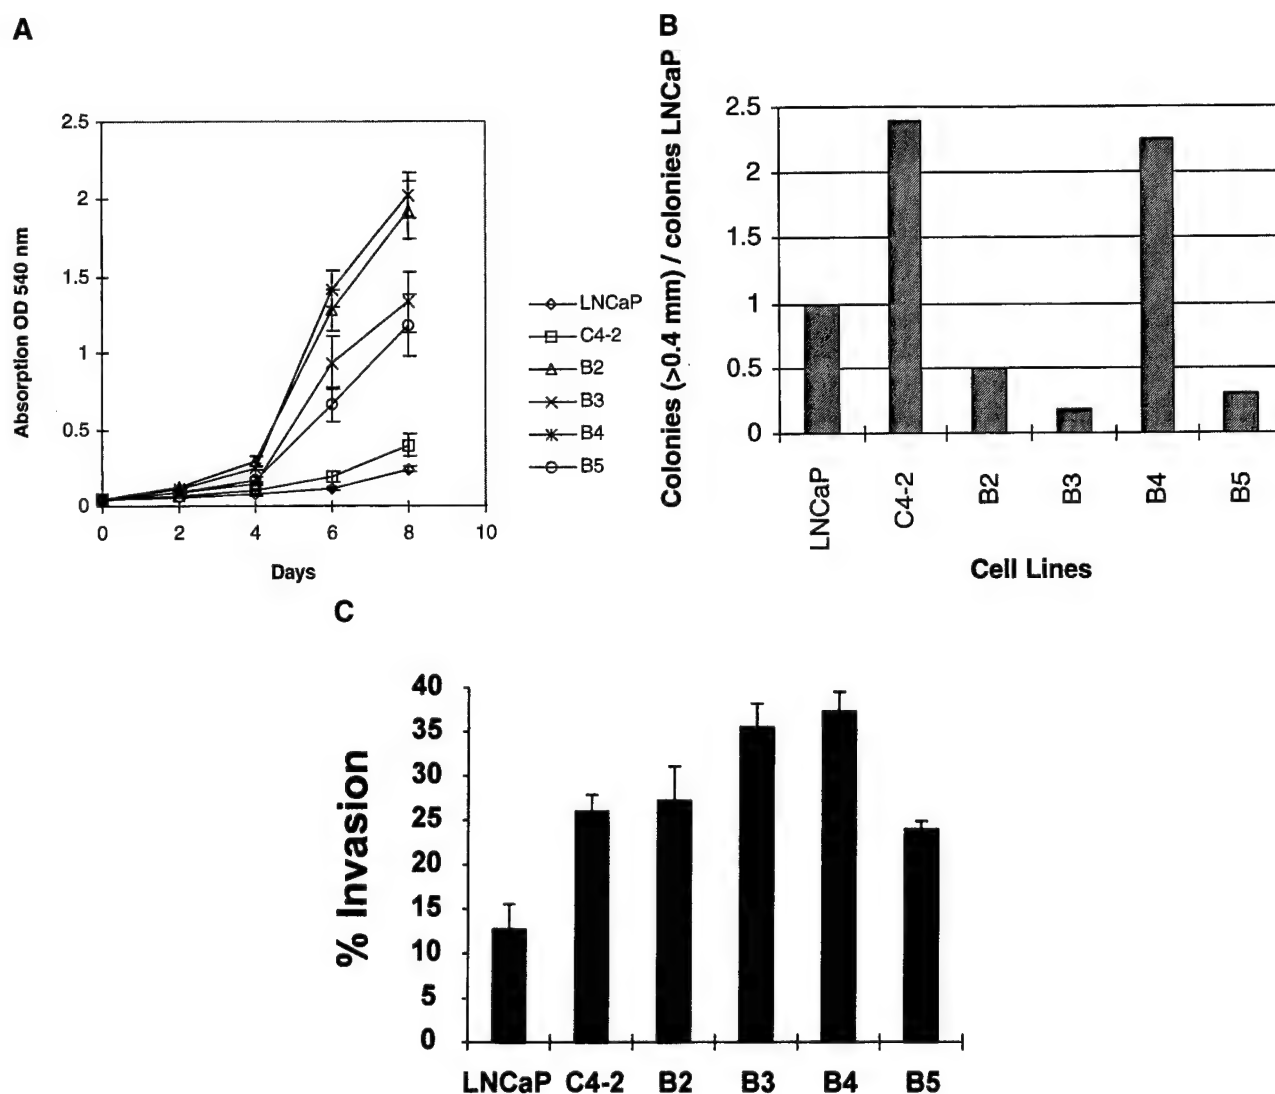 A
Absorption OD 540 nm
2.5
2
1.5
1
0.5
0
0 2 4 6 8 10
Days
LNCaP
C4-2
B2
B3
B4
B5
B
Colonies (>0.4 mm) / colonies LNCaP
2.5
2
1.5
1
0.5
0
LNCaP C4-2 B2 B3 B4 B5
Cell Lines
C
% Invasion
40
35
30
25
20
15
10
5
0
LNCaP C4-2 B2 B3 B4 B5